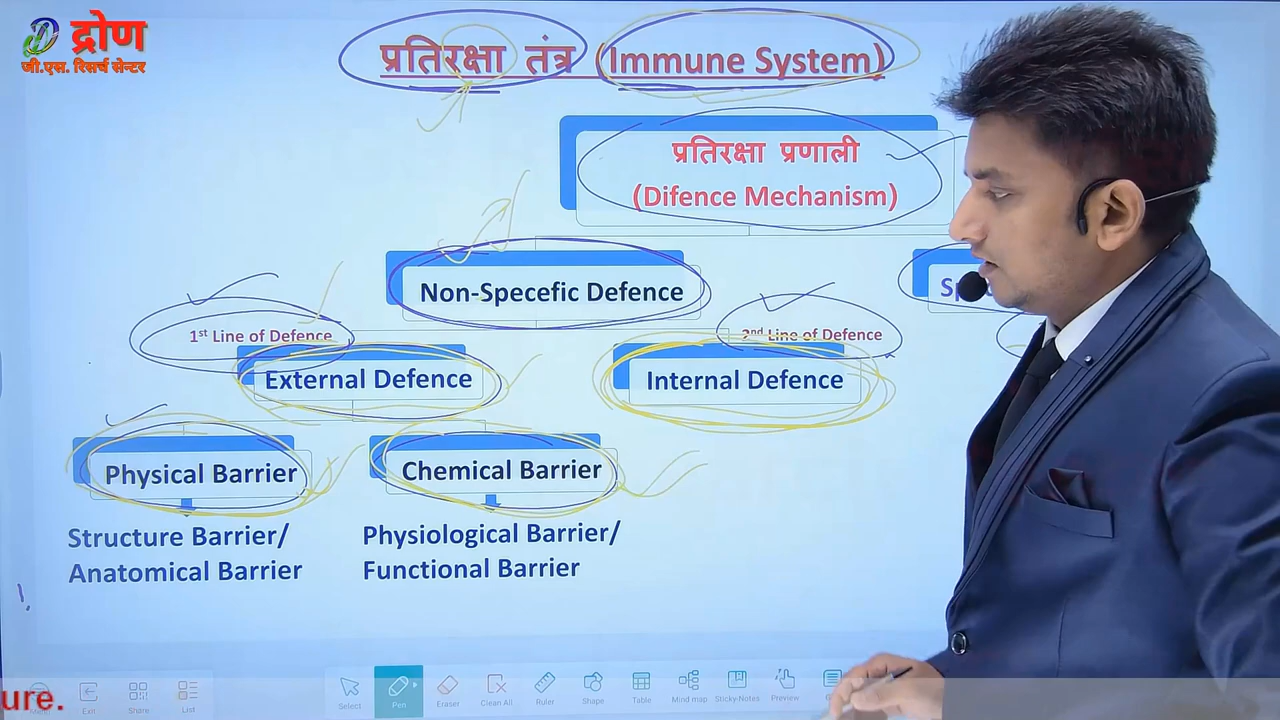 द्रोण
जी.एस. रिसर्च सेन्टर
प्रतिरक्षा तंत्र (Immune System)
प्रतिरक्षा प्रणाली
(Difence Mechanism)
Non-Specefic Defence
1st Line of Defence
2nd Line of Defence
External Defence
Internal Defence
Physical Barrier
Chemical Barrier
Structure Barrier/
Anatomical Barrier
Physiological Barrier/
Functional Barrier
Exit
Share
List
Select
Pen
Eraser
Clean All
Ruler
Shape
Table
Mind map
Sticky-Notes
Preview
ure.